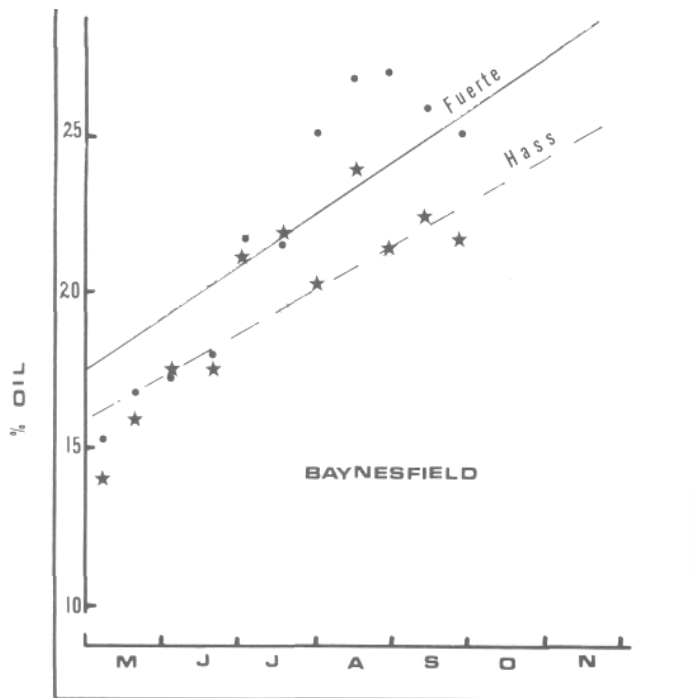 Fuerte
25
Hass
20
% OIL
15
BAYNESFIELD
10
M J J A S O N